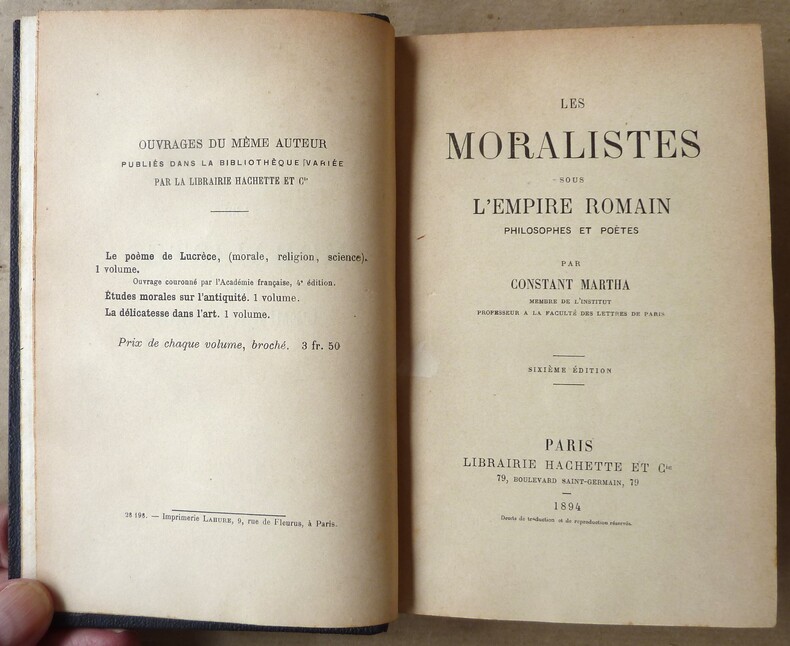 OUVRAGES DU MÊME AUTEUR
PUBLIÉS DANS LA BIBLIOTHÈQUE VARIÉE
PAR LA LIBRAIRIE HACHETTE ET Cie
Le poème de Lucrèce, (morale, religion, science).
1 volume.
Ouvrage couronné par l'Académie française, 4e édition.
Études morales sur l'antiquité. 1 volume.
La délicatesse dans l'art. 1 volume.
Prix de chaque volume, broché. 3 fr. 50
28 198. — Imprimerie LAHURE, 9, rue de Fleurus, à Paris.
LES
MORALISTES
SOUS
L'EMPIRE ROMAIN
PHILOSOPHES ET POÈTES
PAR
CONSTANT MARTHA
MEMBRE DE L'INSTITUT
PROFESSEUR A LA FACULTÉ DES LETTRES DE PARIS
SIXIÈME ÉDITION
PARIS
LIBRAIRIE HACHETTE ET Cie
79, BOULEVARD SAINT-GERMAIN, 79
1894
Droits de traduction et de reproduction réservés.